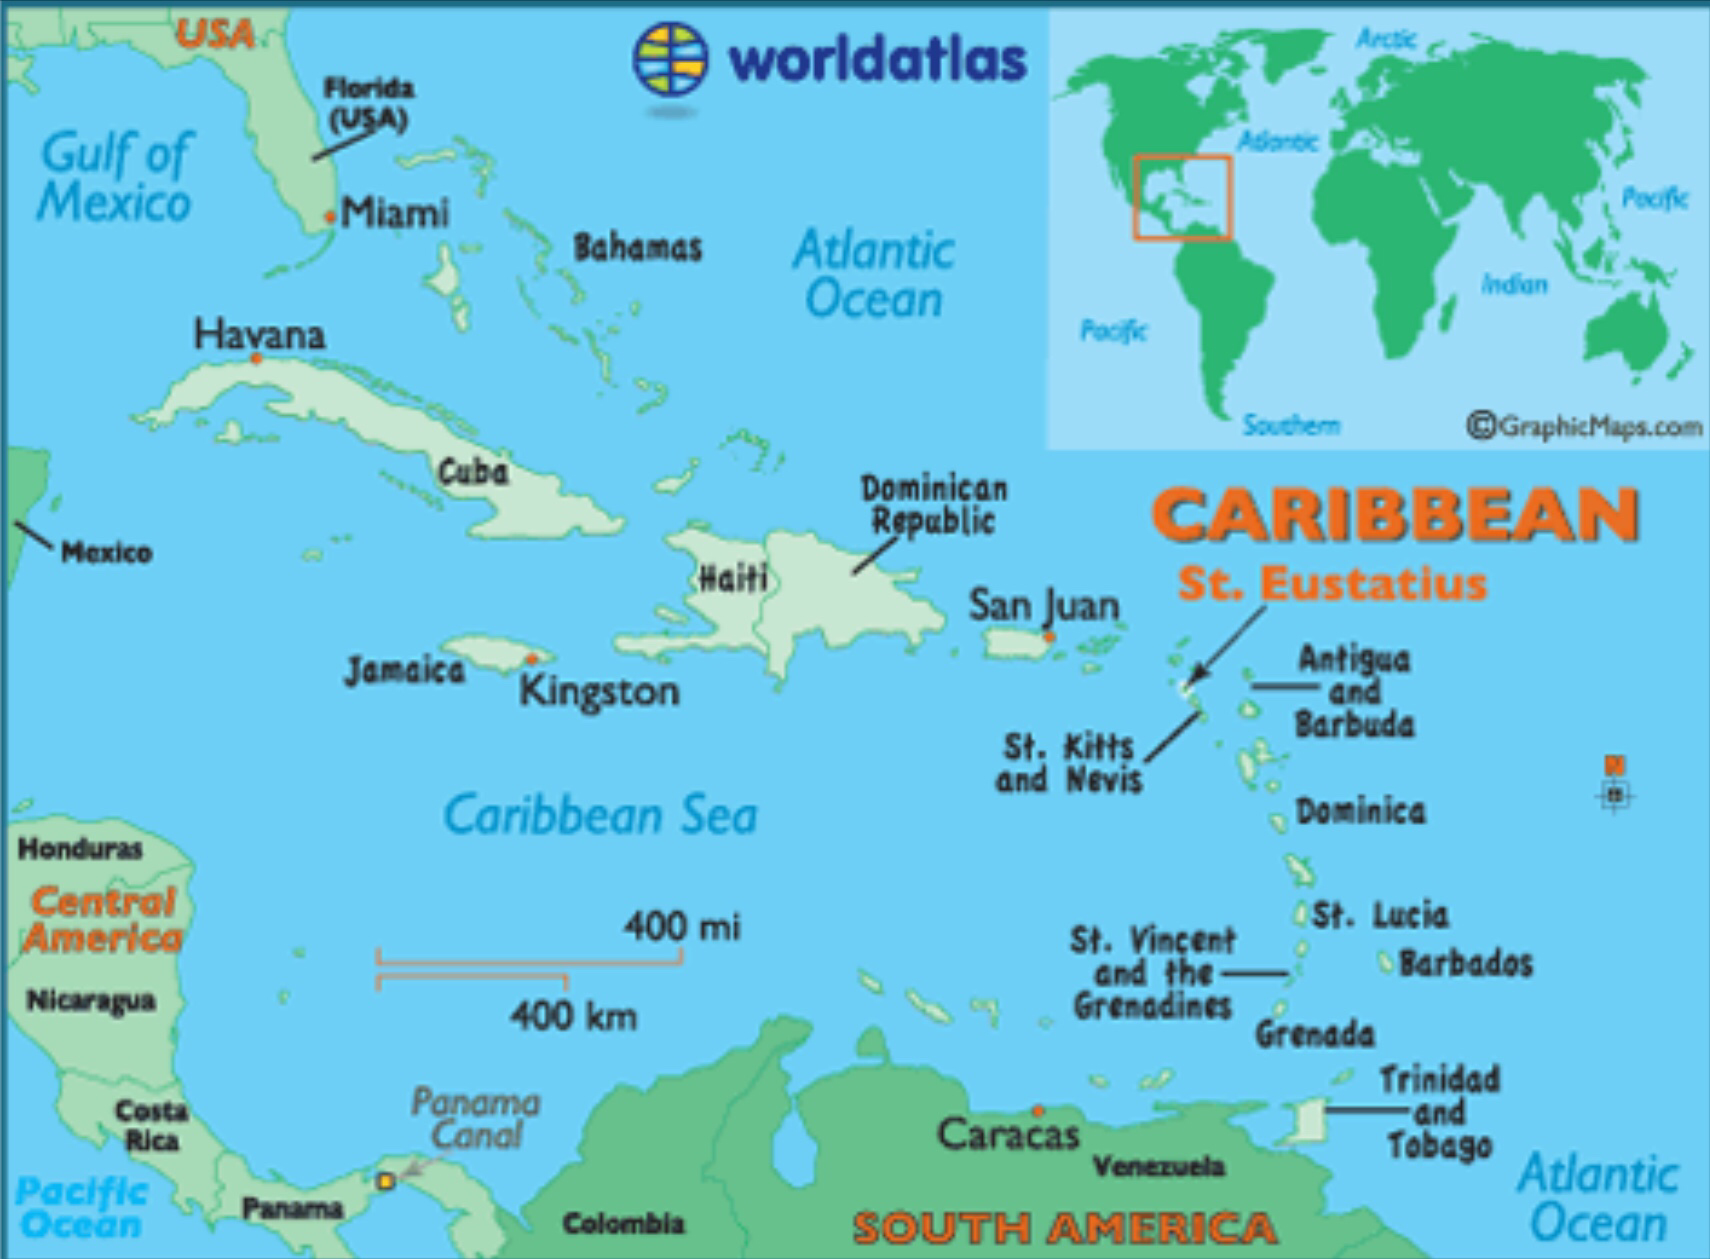 USA
worldatlas
Arctic
Florida
(USA)
Gulf of
Mexico
Atlantic
Pacific
Miami
Bahamas
Atlantic
Ocean
Indian
Pacific
Havana
Southern
©GraphicMaps.com
Cuba
Dominican
Republic
CARIBBEAN
Mexico
Haiti
St. Eustatius
San Juan
Jamaica
Kingston
Antigua
and
Barbuda
St. Kitts
and Nevis
N
Caribbean Sea
Dominica
Honduras
Central
America
400 mi
St. Lucia
St. Vincent
and the
Grenadines
Barbados
Nicaragua
400 km
Grenada
Trinidad
and
Tobago
Costa
Rica
Panama
Canal
Caracas
Venezuela
Pacific
Ocean
Panama
Colombia
SOUTH AMERICA
Atlantic
Ocean